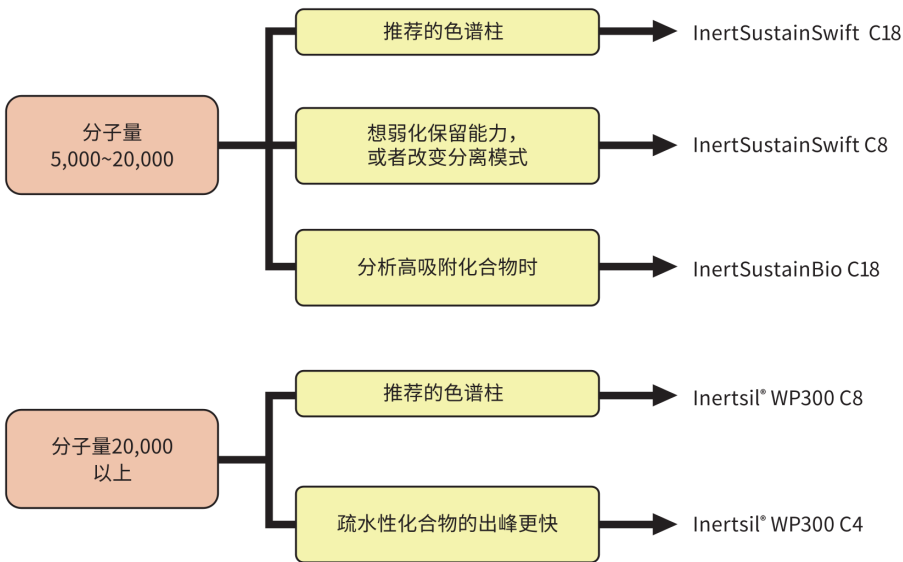 推荐的色谱柱
InertSustainSwift C18
分子量
5,000~20,000
想弱化保留能力，
或者改变分离模式
InertSustainSwift C8
分析高吸附化合物时
InertSustainBio C18
推荐的色谱柱
Inertsil® WP300 C8
分子量20,000
以上
疏水性化合物的出峰更快
Inertsil® WP300 C4